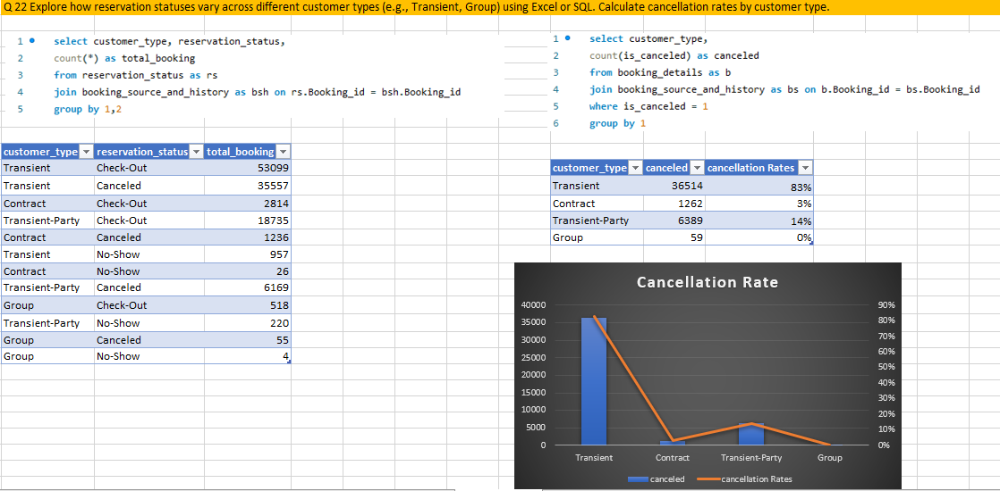 Q 22 Explore how reservation statuses vary across different customer types (e.g., Transient, Group) using Excel or SQL. Calculate cancellation rates by customer type.
1 select customer_type, reservation_status,
2 count(*) as total_booking
3 from reservation_status as rs
4 join booking_source_and_history as bsh on rs.Booking_id = bsh.Booking_id
5 group by 1,2
1 select customer_type,
2 count(is_canceled) as canceled
3 from booking_details as b
4 join booking_source_and_history as bs on b.Booking_id = bs.Booking_id
5 where is_canceled = 1
6 group by 1
customer_type reservation_status total_booking
Transient Check-Out 53099
Transient Canceled 35557
Contract Check-Out 2814
Transient-Party Check-Out 18735
Contract Canceled 1236
Transient No-Show 957
Contract No-Show 26
Transient-Party Canceled 6169
Group Check-Out 518
Transient-Party No-Show 220
Group Canceled 55
Group No-Show 4
customer_type canceled cancellation Rates
Transient 36514 83%
Contract 1262 3%
Transient-Party 6389 14%
Group 59 0%
Cancellation Rate
40000 90%
35000 80%
30000 70%
25000 60%
20000 50%
15000 40%
10000 30%
5000 20%
0 10%
0%
Transient Contract Transient-Party Group
canceled cancellation Rates